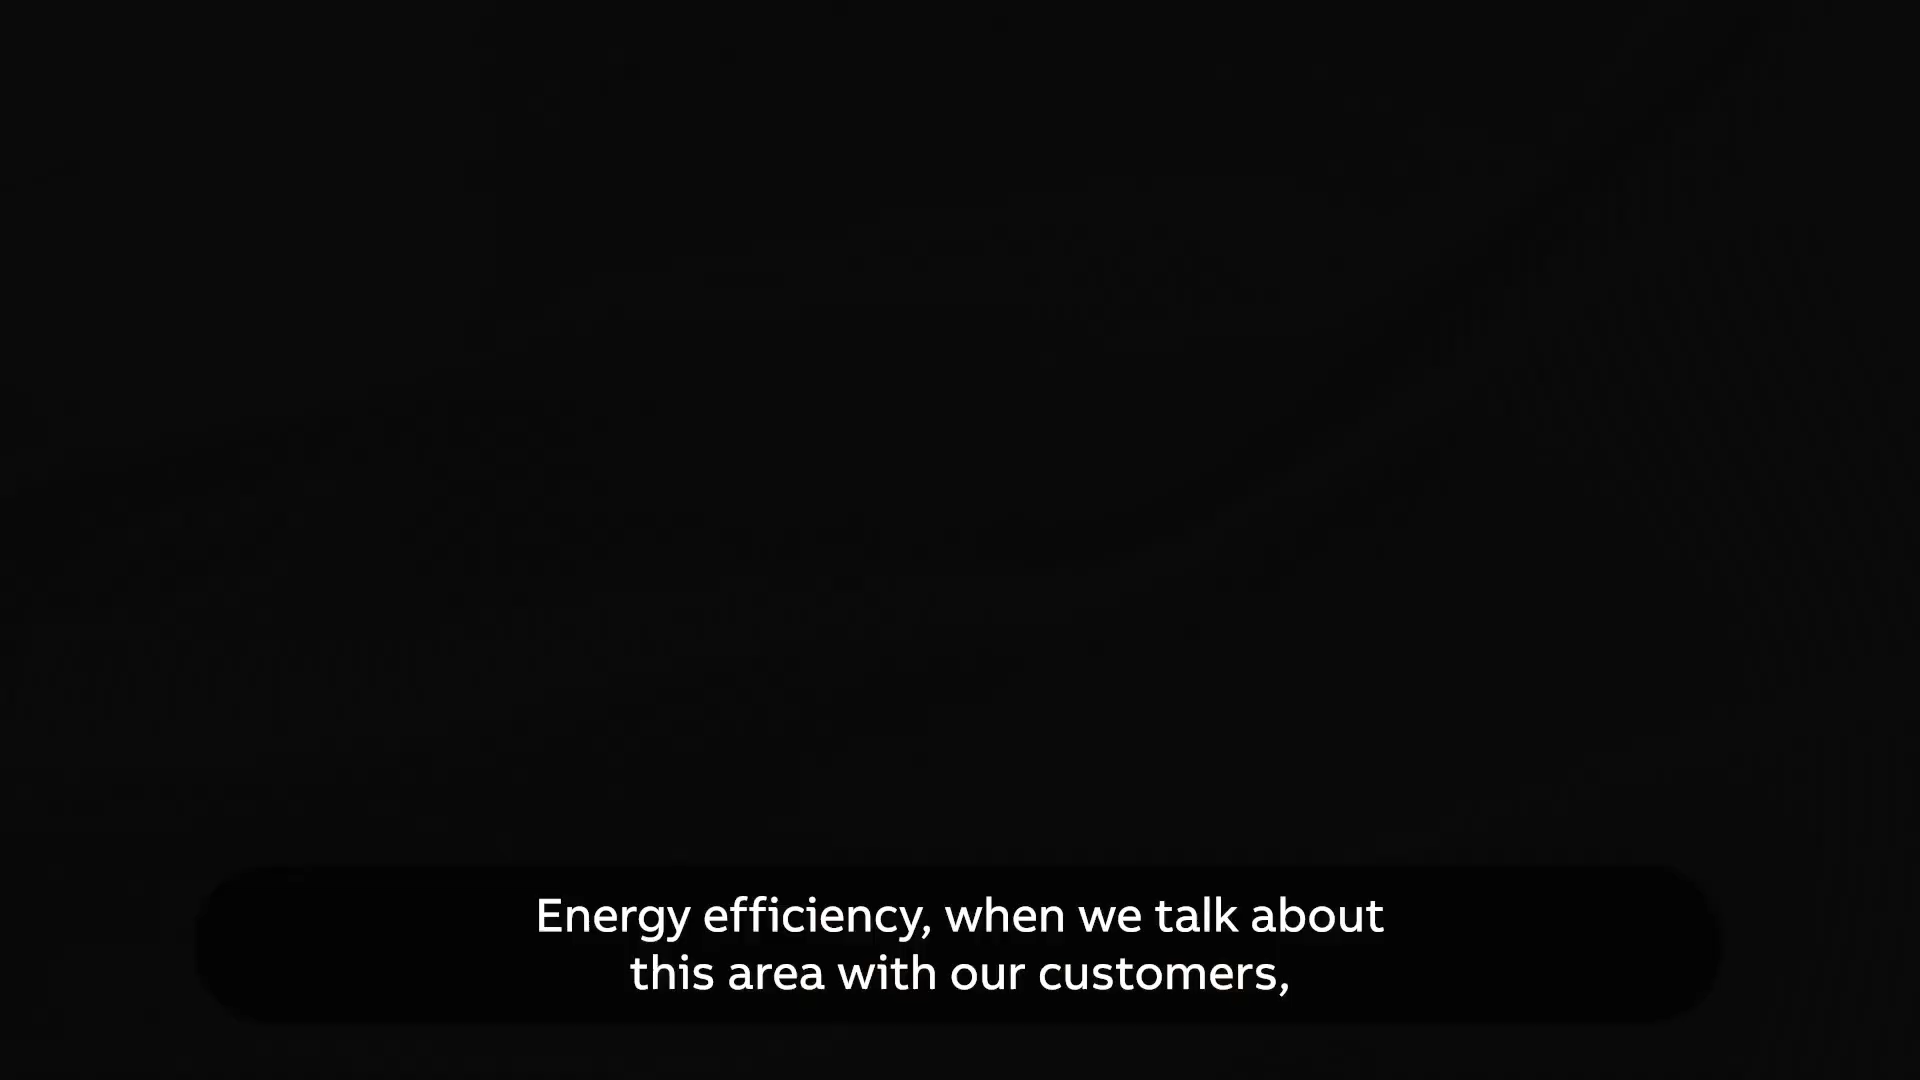 Energy efficiency, when we talk about
this area with our customers,